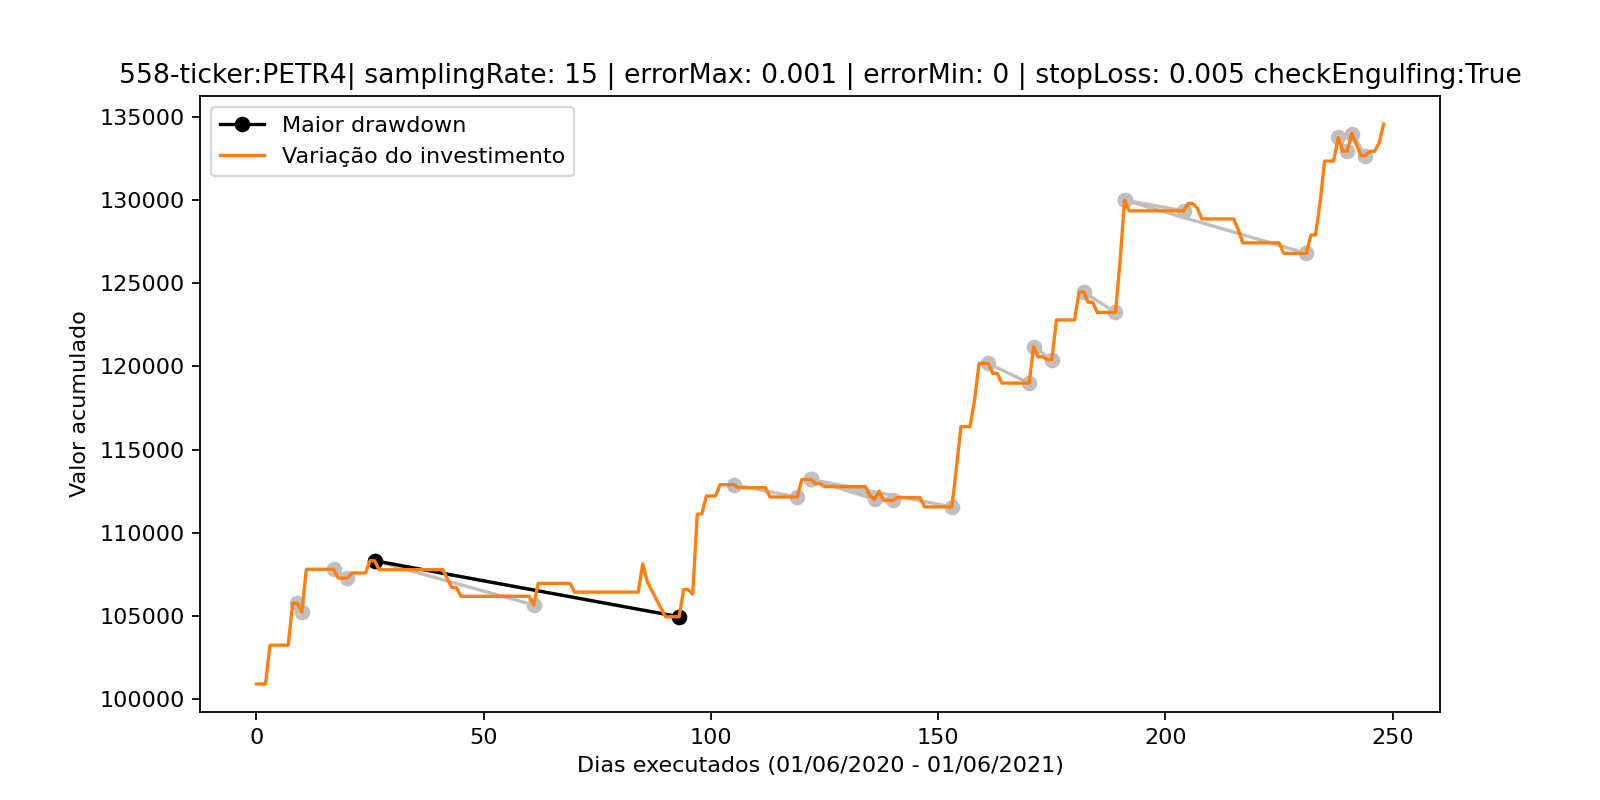 558-ticker:PETR4| samplingRate: 15 | errorMax: 0.001 | errorMin: 0 | stopLoss: 0.005 checkEngulfing:True
Maior drawdown
Variação do investimento
135000
130000
125000
120000
115000
110000
105000
100000
Valor acumulado
0 50 100 150 200 250
Dias executados (01/06/2020 - 01/06/2021)